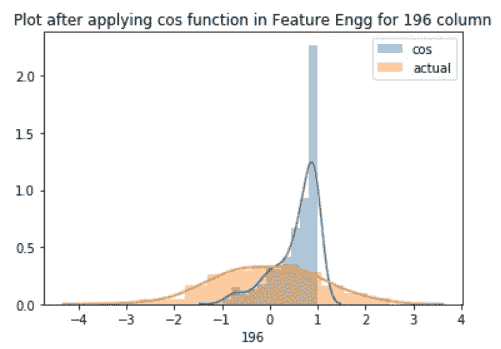 Plot after applying cos function in Feature Engg for 196 column
cos
actual
2.0
1.5
1.0
0.5
0.0
−4 −3 −2 −1 0 1 2 3 4
196